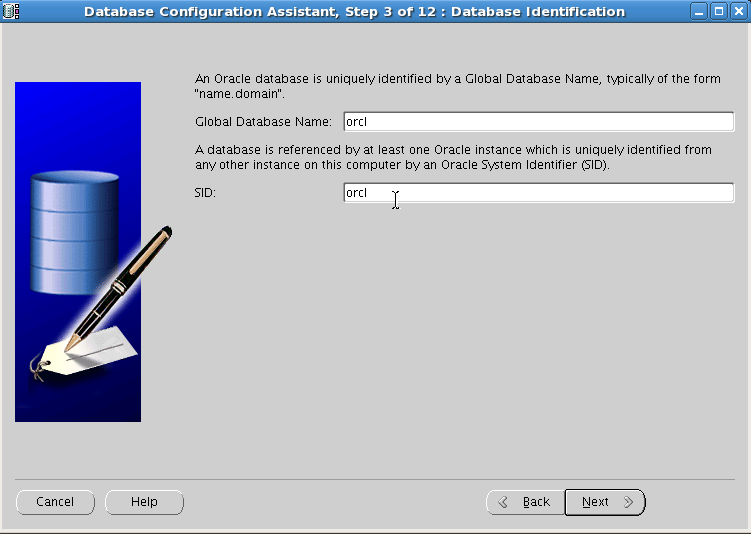 Database Configuration Assistant, Step 3 of 12 : Database Identification
An Oracle database is uniquely identified by a Global Database Name, typically of the form
"name.domain".
Global Database Name: orcl
A database is referenced by at least one Oracle instance which is uniquely identified from
any other instance on this computer by an Oracle System Identifier (SID).
SID: orcl
Cancel Help Back Next